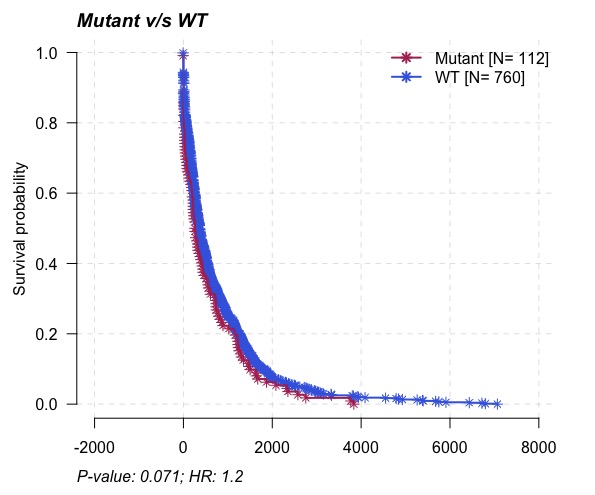 Mutant v/s WT
Mutant [N= 112]
WT [N= 760]
Survival probability
1.0
0.8
0.6
0.4
0.2
0.0
-2000 0 2000 4000 6000 8000
P-value: 0.071; HR: 1.2